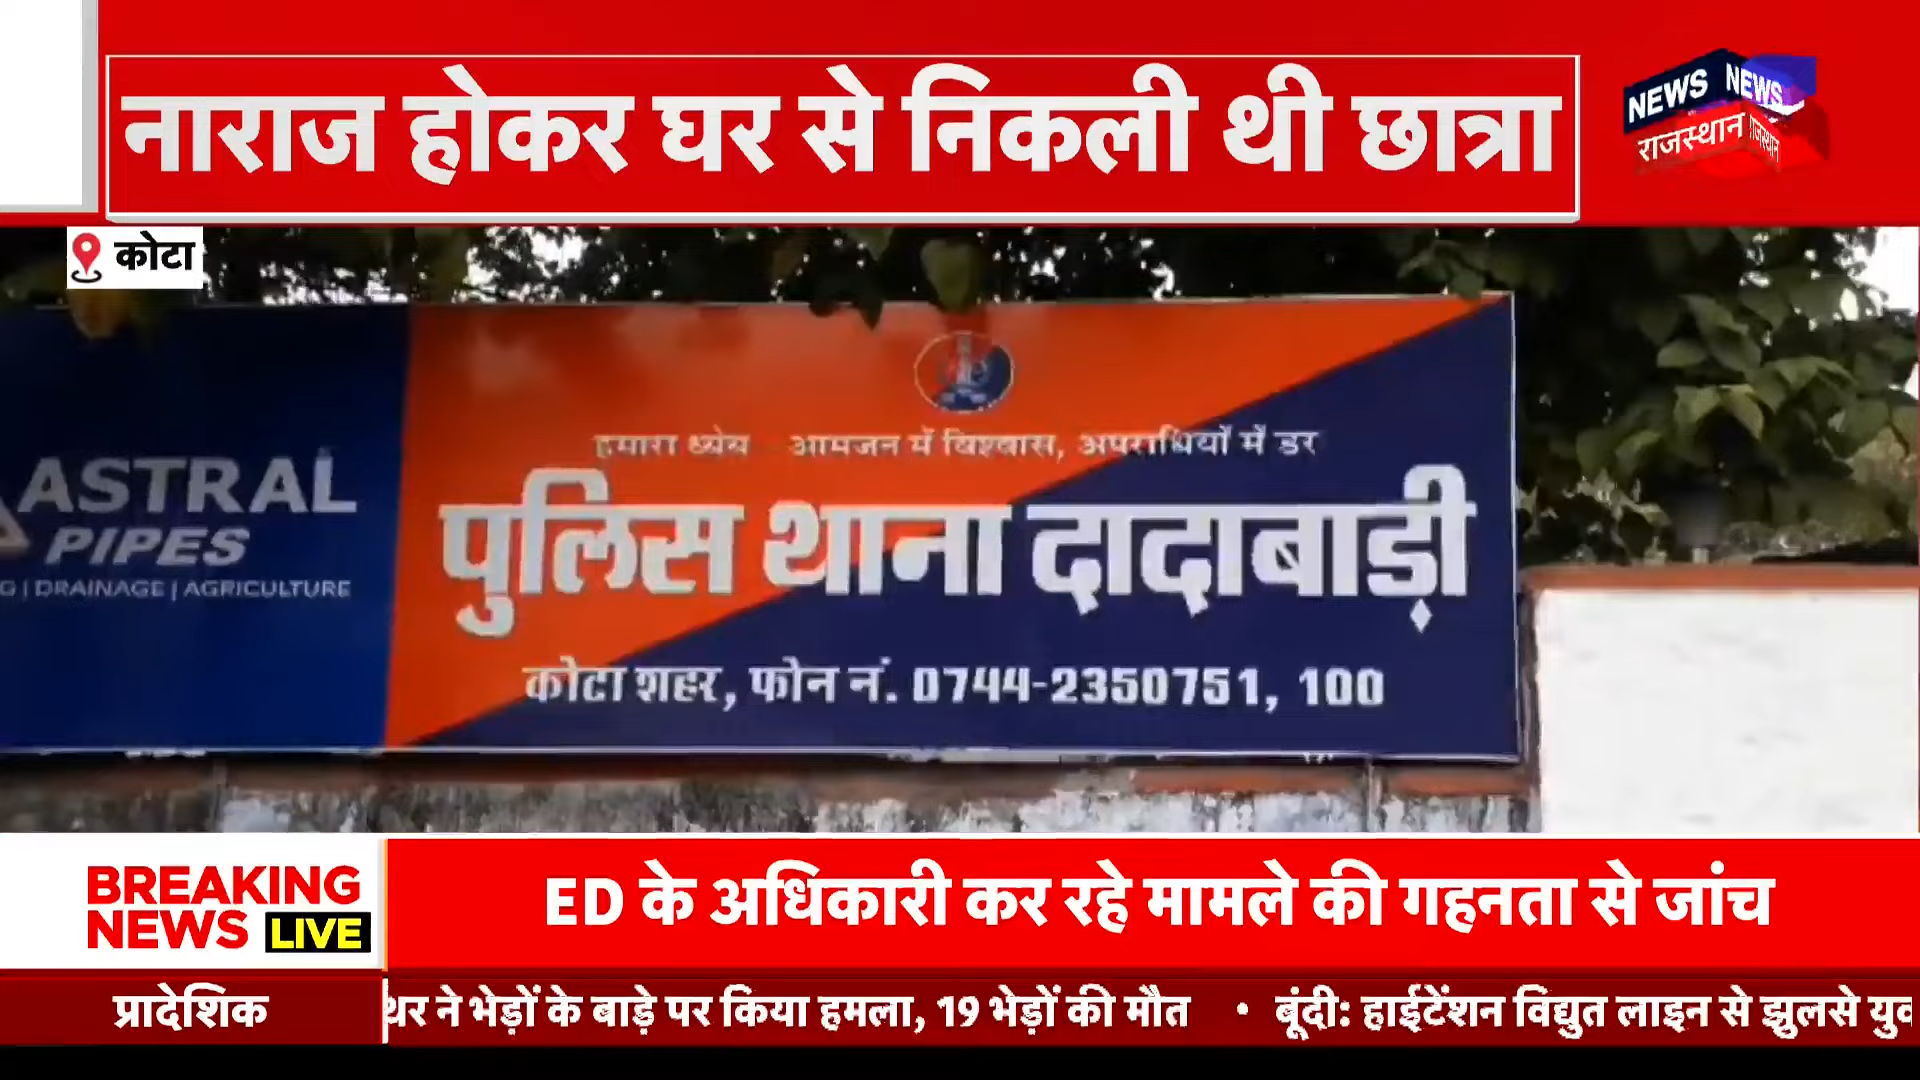 नाराज होकर घर से निकली थी छात्रा
NEWS NEWS
राजस्थान
कोटा
हमारा ध्येय - आमजन में विश्वास, अपराधियों में डर
ASTRAL
PIPES
G | DRAINAGE | AGRICULTURE
पुलिस थाना दादाबाड़ी
कोटा शहर, फोन नं. 0744-2350751, 100
BREAKING
NEWS LIVE
ED के अधिकारी कर रहे मामले की गहनता से जांच
प्रादेशिक
ने भेड़ों के बाड़े पर किया हमला, 19 भेड़ों की मौत • बूंदी: हाईटेंशन विद्युत लाइन से झुलसे